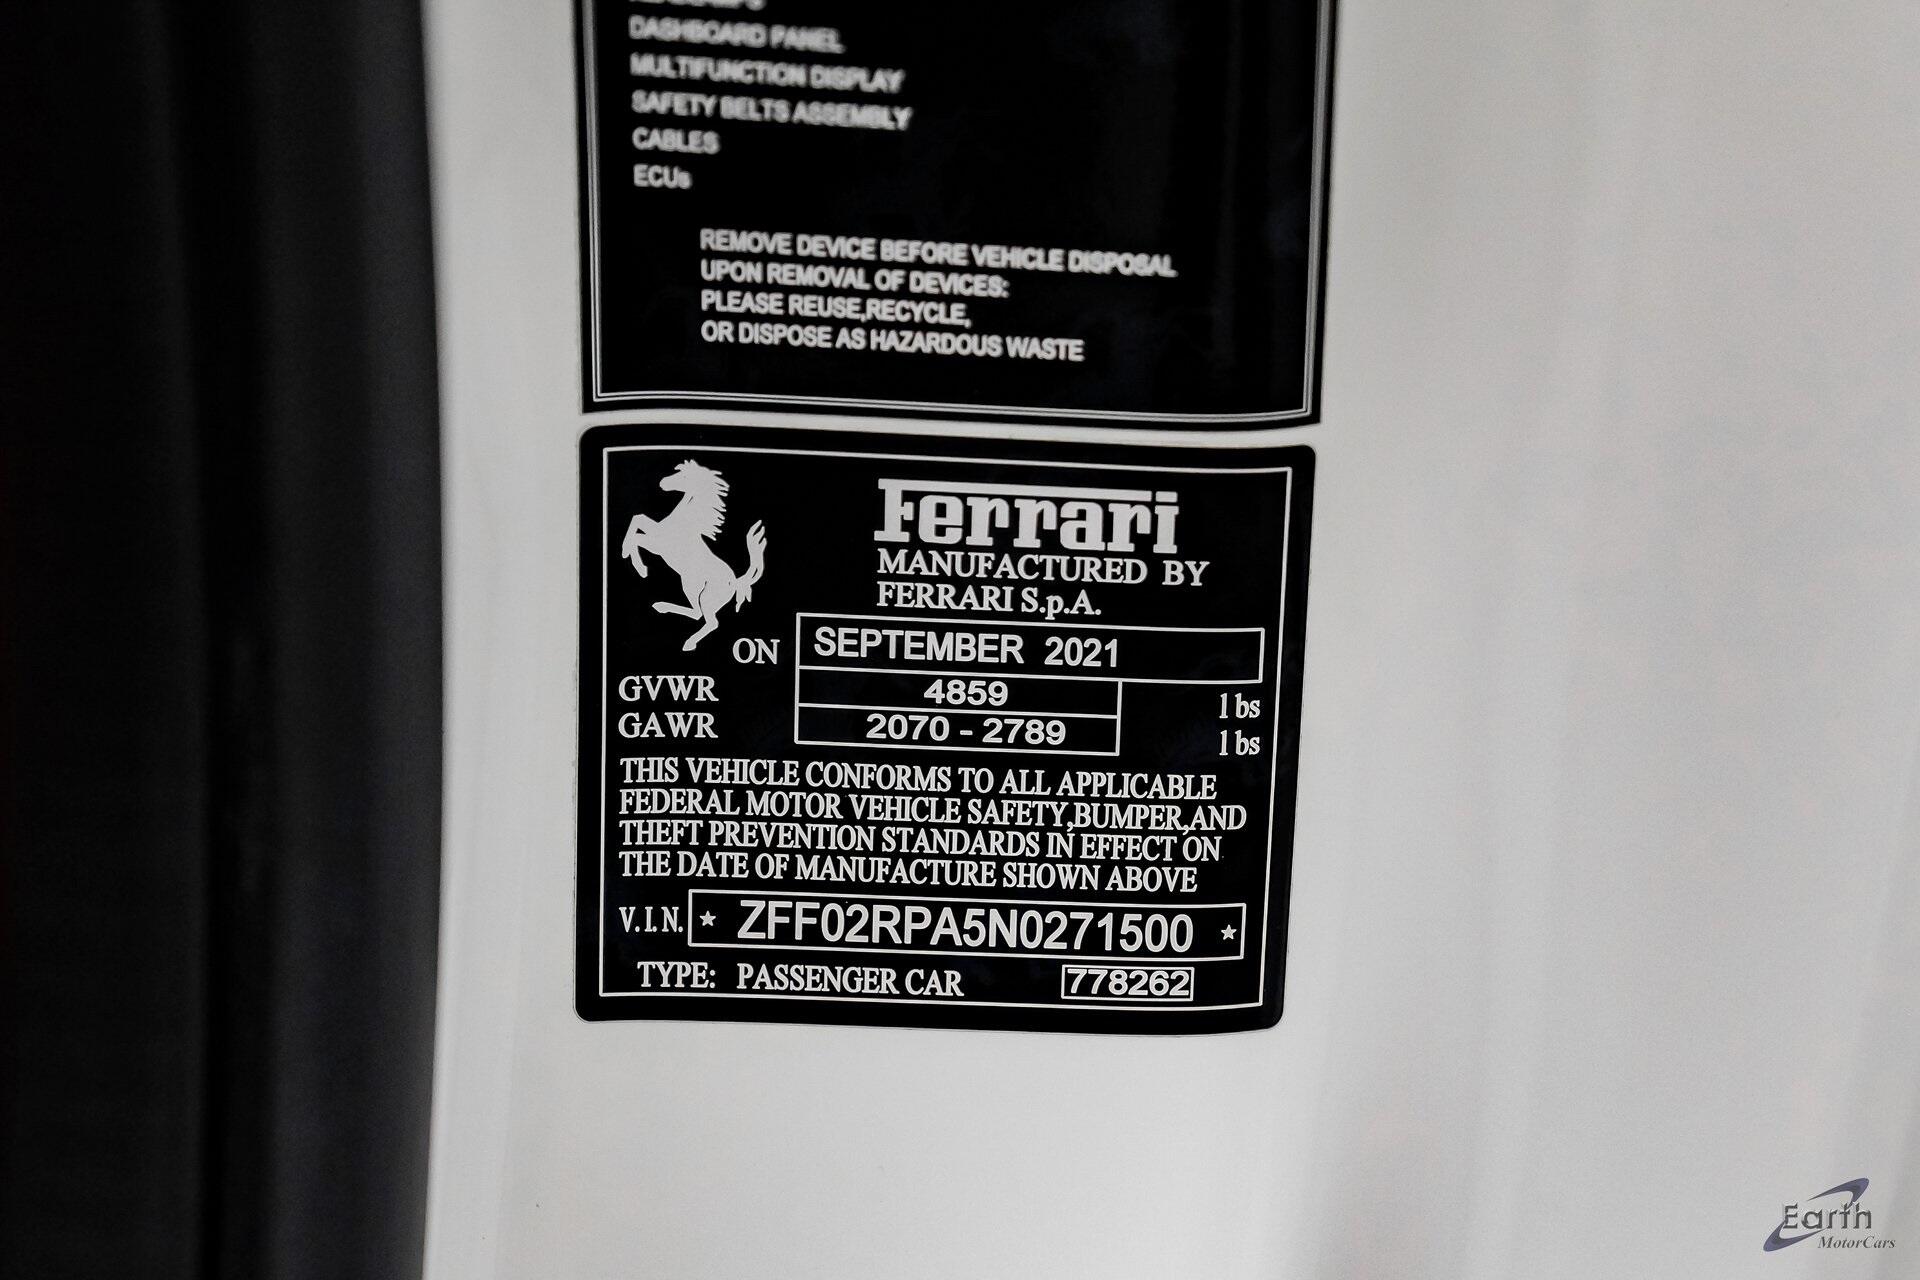 DASHBOARD PANEL
MULTIFUNCTION DISPLAY
SAFETY BELTS ASSEMBLY
CABLES
ECUs
REMOVE DEVICE BEFORE VEHICLE DISPOSAL
UPON REMOVAL OF DEVICES:
PLEASE REUSE,RECYCLE,
OR DISPOSE AS HAZARDOUS WASTE
Ferrari
MANUFACTURED BY
FERRARI S.p.A.
ON SEPTEMBER 2021
GVWR 4859 lbs
GAWR 2070 - 2789 lbs
THIS VEHICLE CONFORMS TO ALL APPLICABLE
FEDERAL MOTOR VEHICLE SAFETY,BUMPER,AND
THEFT PREVENTION STANDARDS IN EFFECT ON
THE DATE OF MANUFACTURE SHOWN ABOVE
V.I.N. * ZFF02RPA5N0271500 *
TYPE: PASSENGER CAR 778262
Earth
MotorCars